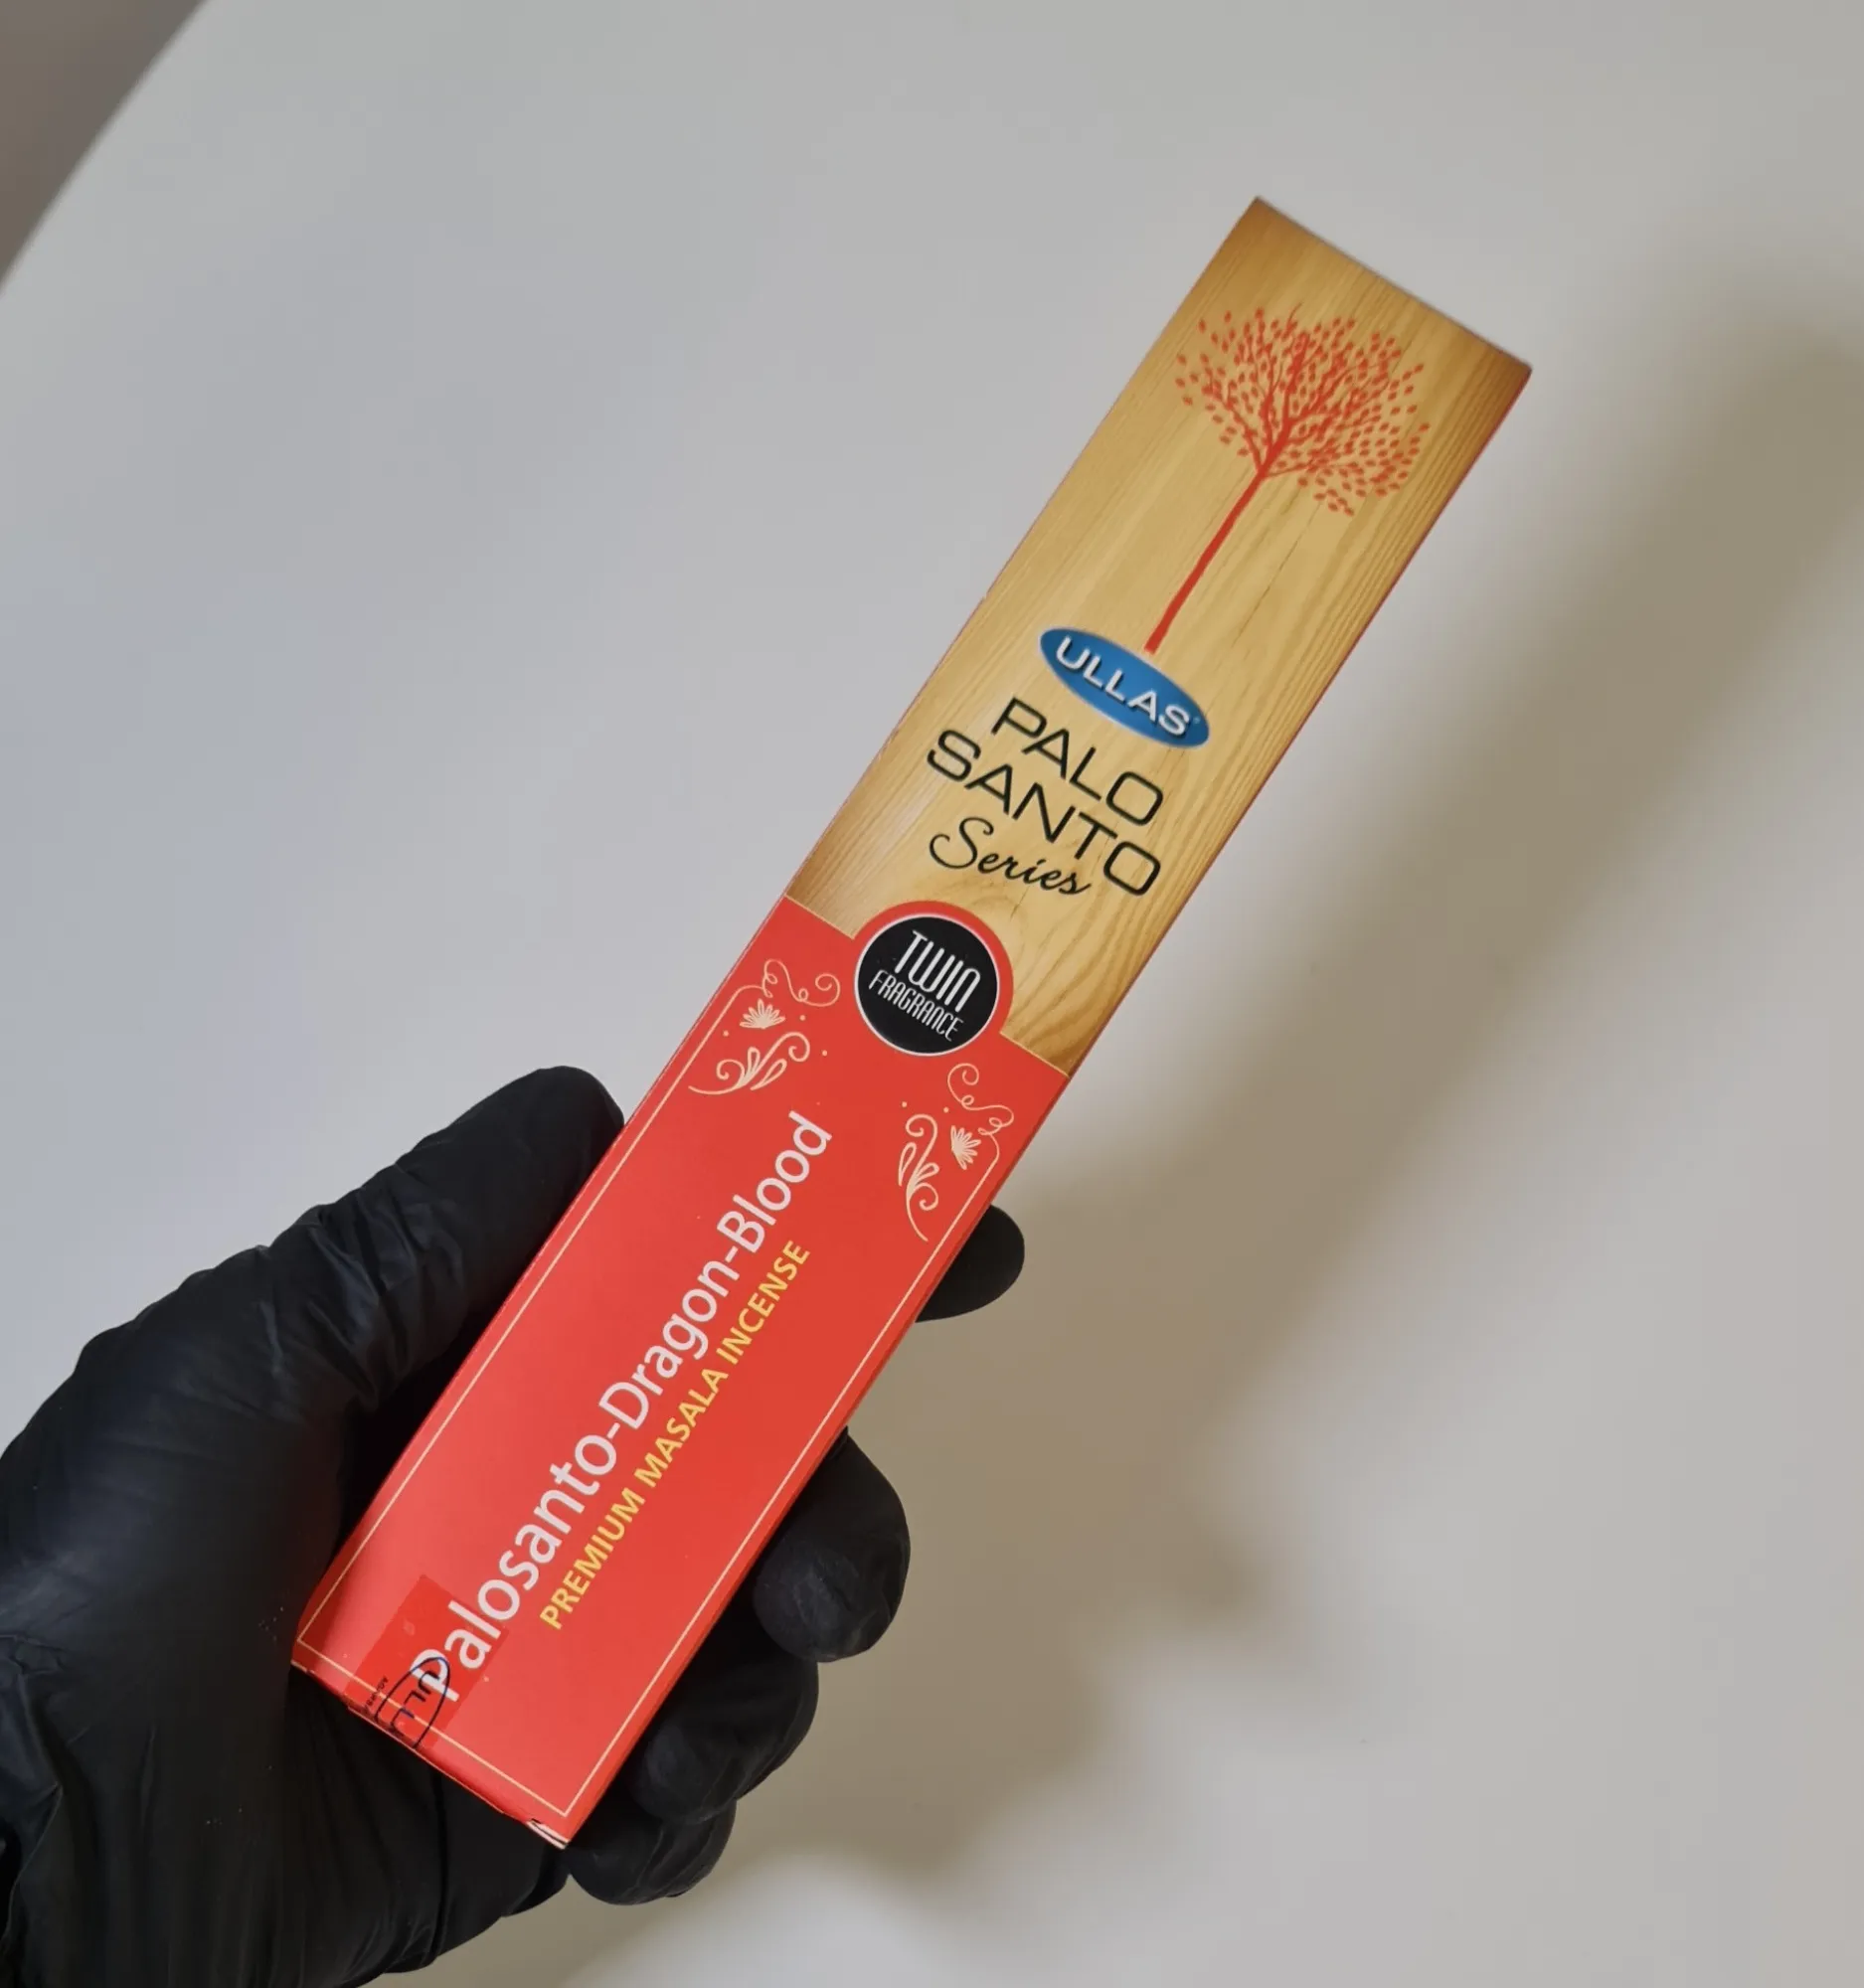 ULLAS
PALO
SANTO
Series
TWIN
FRAGRANCE
Palosanto-Dragon-Blood
PREMIUM MASALA INCENSE